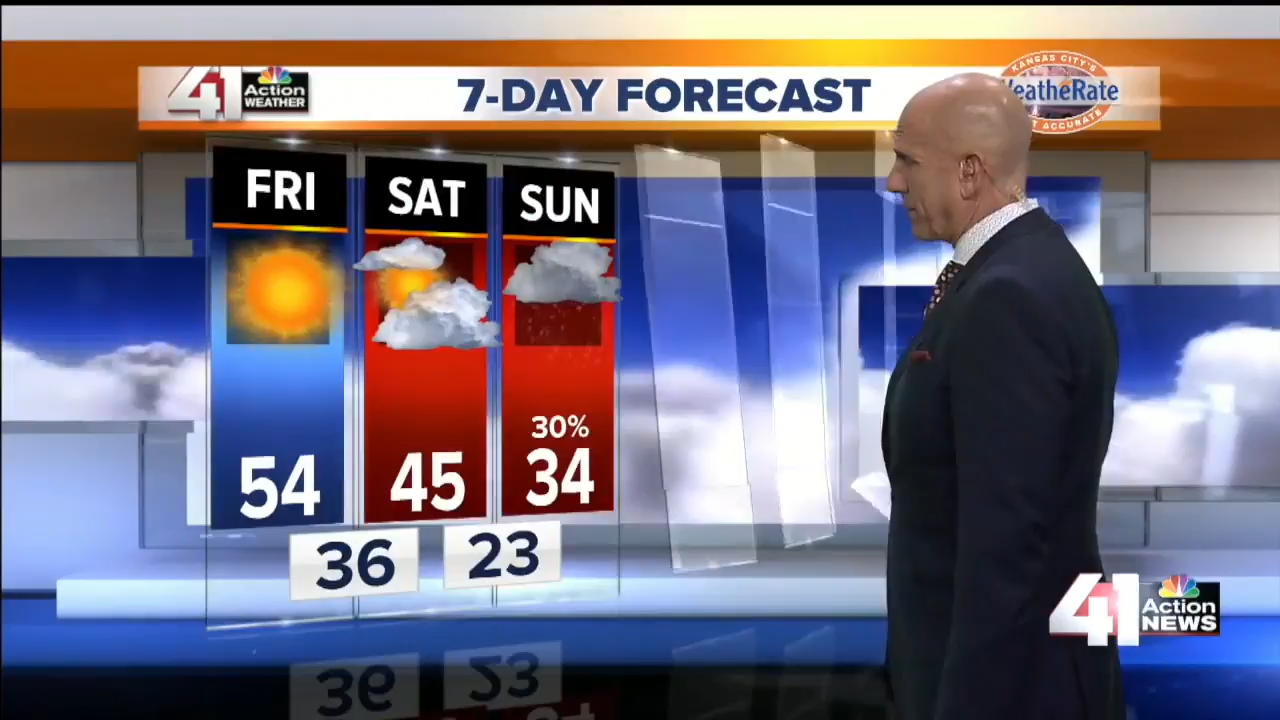 41 Action WEATHER
7-DAY FORECAST
KANSAS CITY'S
WeatheRate
T ACCURATE
FRI
SAT
SUN
30%
54
45
34
36
23
41 Action NEWS